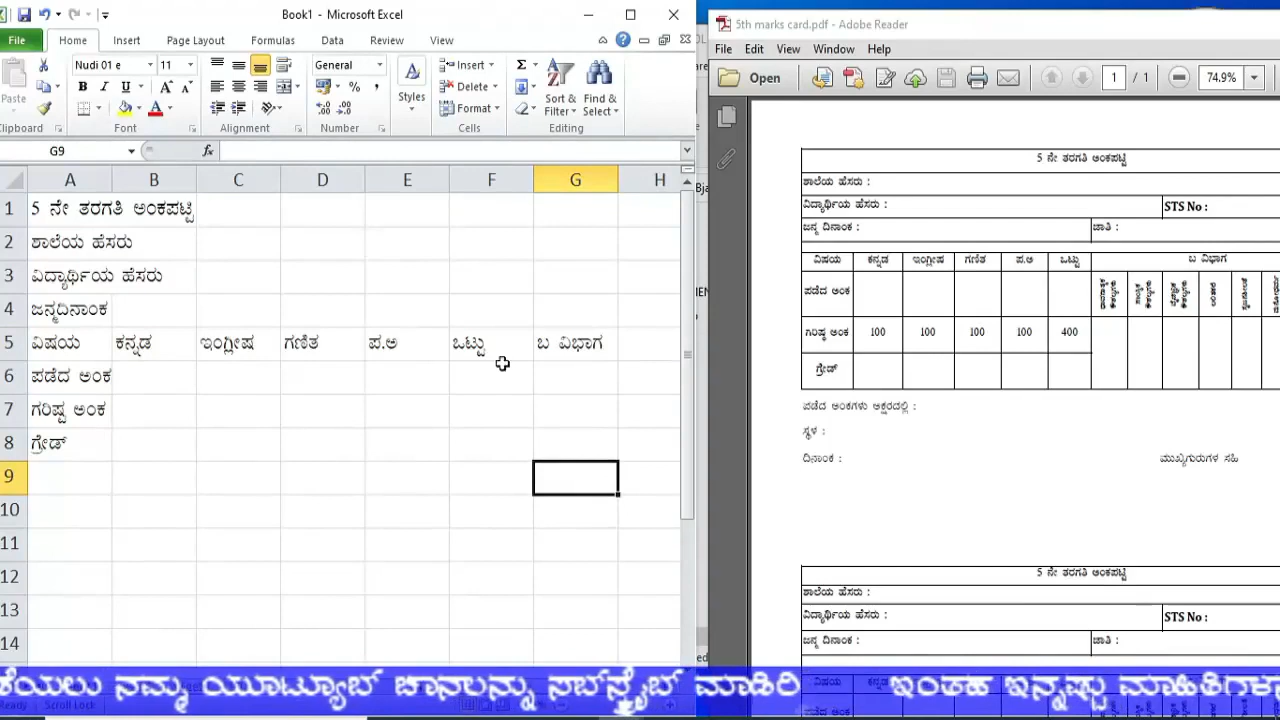 Book1 - Microsoft Excel
File Home Insert Page Layout Formulas Data Review View
Nudi 01 e 11 General Insert Delete Format
Paste Styles Sort & Filter Find & Select
Clipboard Font Alignment Number Cells Editing
G9 fx
A B C D E F G H
1 5 ನೇ ತರಗತಿ ಅಂಕಪಟ್ಟಿ
2 ಶಾಲೆಯ ಹೆಸರು
3 ವಿದ್ಯಾರ್ಥಿಯ ಹೆಸರು
4 ಜನ್ಮದಿನಾಂಕ
5 ವಿಷಯ ಕನ್ನಡ ಇಂಗ್ಲೀಷ ಗಣಿತ ಪ.ಅ ಒಟ್ಟು ಬ ವಿಭಾಗ
6 ಪಡೆದ ಅಂಕ
7 ಗರಿಷ್ಠ ಅಂಕ
8 ಗ್ರೇಡ್
9
10
11
12
13
14
Ready Scroll Lock
5th marks card.pdf - Adobe Reader
File Edit View Window Help
Open 1 / 1 74.9%
5 ನೇ ತರಗತಿ ಅಂಕಪಟ್ಟಿ
ಶಾಲೆಯ ಹೆಸರು :
ವಿದ್ಯಾರ್ಥಿಯ ಹೆಸರು : STS No :
ಜನ್ಮ ದಿನಾಂಕ : ಜಾತಿ :
ವಿಷಯ ಕನ್ನಡ ಇಂಗ್ಲೀಷ ಗಣಿತ ಪ.ಅ ಒಟ್ಟು ಬ ವಿಭಾಗ
ಪಡೆದ ಅಂಕ
ಗರಿಷ್ಠ ಅಂಕ 100 100 100 100 400
ಗ್ರೇಡ್
ಪಡೆದ ಅಂಕಗಳು ಅಕ್ಷರದಲ್ಲಿ :
ಸ್ಥಳ :
ದಿನಾಂಕ : ಮುಖ್ಯಗುರುಗಳ ಸಹಿ
5 ನೇ ತರಗತಿ ಅಂಕಪಟ್ಟಿ
ಶಾಲೆಯ ಹೆಸರು :
ವಿದ್ಯಾರ್ಥಿಯ ಹೆಸರು : STS No :
ಜನ್ಮ ದಿನಾಂಕ : ಜಾತಿ :
ವಿಷಯ
ಮಾಡಿರಿ ಇಂತಹ ಇನ್ನಷ್ಟು